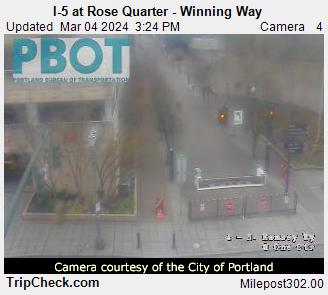 I-5 at Rose Quarter - Winning Way
Updated Mar 04 2024 3:24 PM Camera 4
PBOT
PORTLAND BUREAU OF TRANSPORTATION
Camera courtesy of the City of Portland
TripCheck.com Milepost302.00